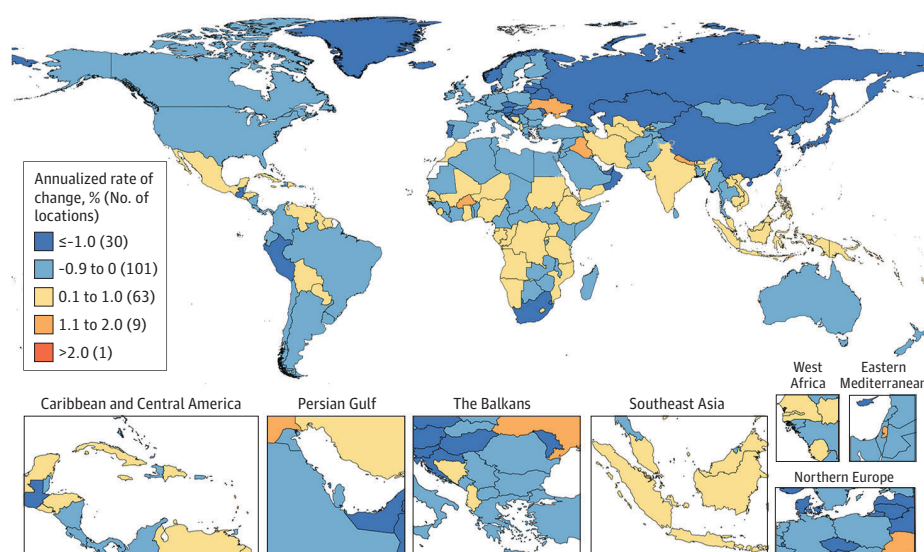 Annualized rate of
change, % (No. of
locations)
≤-1.0 (30)
-0.9 to 0 (101)
0.1 to 1.0 (63)
1.1 to 2.0 (9)
>2.0 (1)
Caribbean and Central America
Persian Gulf
The Balkans
Southeast Asia
West
Africa
Eastern
Mediterranean
Northern Europe